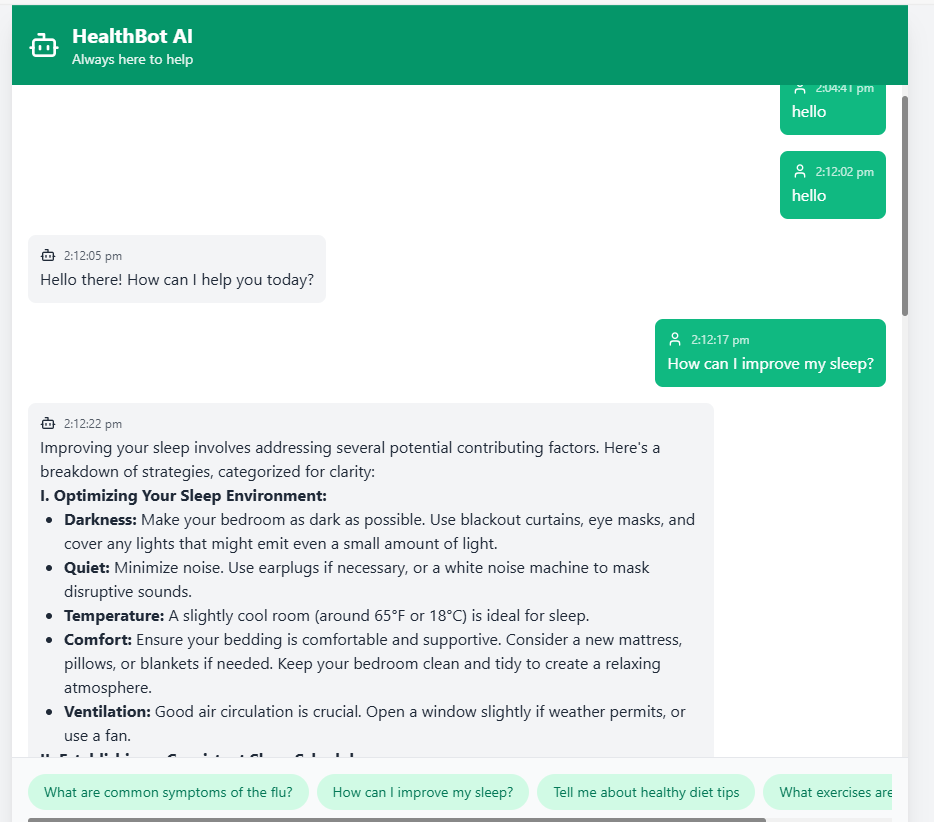 HealthBot AI
Always here to help
2:04:41 pm
hello
2:12:02 pm
hello
2:12:05 pm
Hello there! How can I help you today?
2:12:17 pm
How can I improve my sleep?
2:12:22 pm
Improving your sleep involves addressing several potential contributing factors. Here's a
breakdown of strategies, categorized for clarity:
I. Optimizing Your Sleep Environment:
• Darkness: Make your bedroom as dark as possible. Use blackout curtains, eye masks, and
cover any lights that might emit even a small amount of light.
• Quiet: Minimize noise. Use earplugs if necessary, or a white noise machine to mask
disruptive sounds.
• Temperature: A slightly cool room (around 65°F or 18°C) is ideal for sleep.
• Comfort: Ensure your bedding is comfortable and supportive. Consider a new mattress,
pillows, or blankets if needed. Keep your bedroom clean and tidy to create a relaxing
atmosphere.
• Ventilation: Good air circulation is crucial. Open a window slightly if weather permits, or
use a fan.
What are common symptoms of the flu?
How can I improve my sleep?
Tell me about healthy diet tips
What exercises are